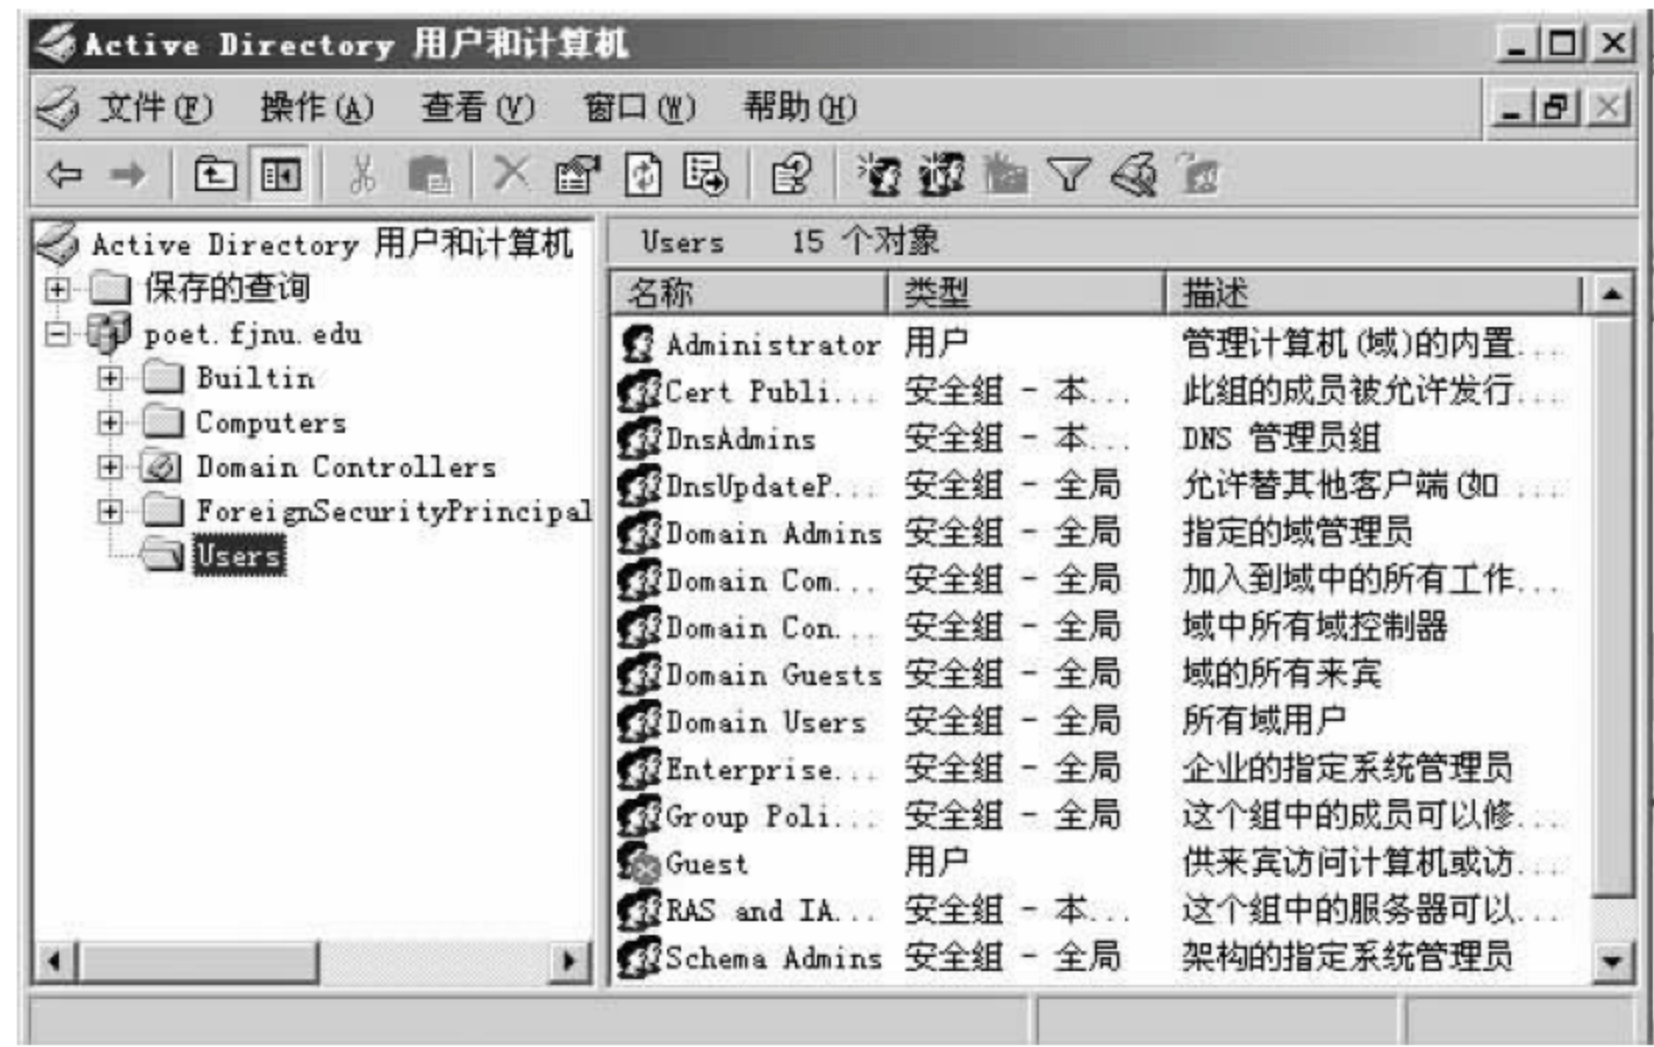 Active Directory 用户和计算机
文件(F) 操作(A) 查看(V) 窗口(W) 帮助(H)
Active Directory 用户和计算机
保存的查询
poet.fjnu.edu
Builtin
Computers
Domain Controllers
ForeignSecurityPrincipal
Users
Users 15 个对象
名称 类型 描述
Administrator 用户 管理计算机(域)的内置...
Cert Publi... 安全组 - 本... 此组的成员被允许发行...
DnsAdmins 安全组 - 本... DNS 管理员组
DnsUpdateP... 安全组 - 全局 允许替其他客户端(如 ...
Domain Admins 安全组 - 全局 指定的域管理员
Domain Com... 安全组 - 全局 加入到域中的所有工作...
Domain Con... 安全组 - 全局 域中所有域控制器
Domain Guests 安全组 - 全局 域的所有来宾
Domain Users 安全组 - 全局 所有域用户
Enterprise... 安全组 - 全局 企业的指定系统管理员
Group Poli... 安全组 - 全局 这个组中的成员可以修...
Guest 用户 供来宾访问计算机或访...
RAS and IA... 安全组 - 本... 这个组中的服务器可以...
Schema Admins 安全组 - 全局 架构的指定系统管理员